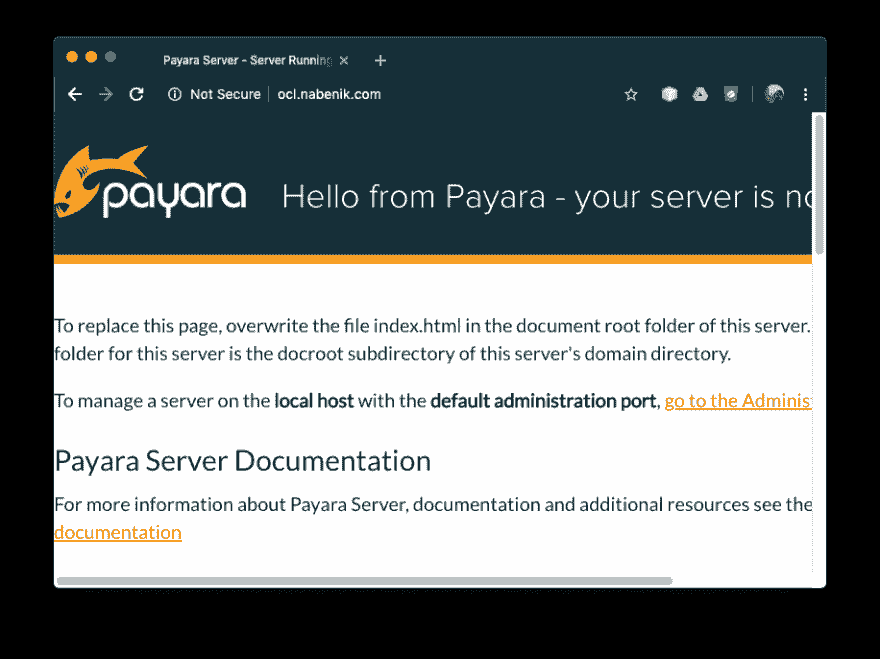 Payara Server - Server Running
Not Secure ocl.nabenik.com
payara
Hello from Payara - your server is
To replace this page, overwrite the file index.html in the document root folder of this server.
folder for this server is the docroot subdirectory of this server's domain directory.
To manage a server on the local host with the default administration port, go to the Adminis
Payara Server Documentation
For more information about Payara Server, documentation and additional resources see the
documentation